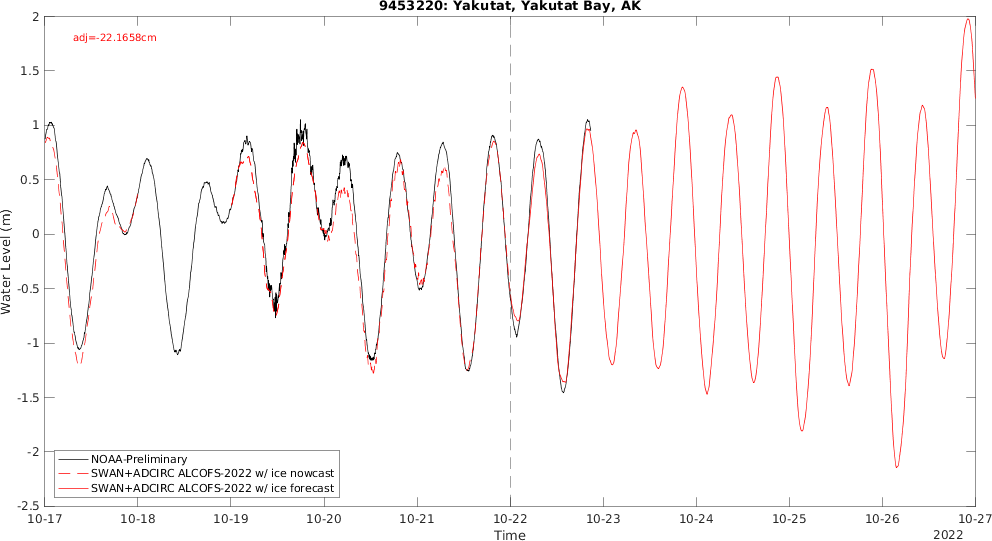 9453220: Yakutat, Yakutat Bay, AK
adj=-22.1658cm
2
1.5
1
0.5
0
-0.5
-1
-1.5
-2
-2.5
Water Level (m)
NOAA-Preliminary
SWAN+ADCIRC ALCOFS-2022 w/ ice nowcast
SWAN+ADCIRC ALCOFS-2022 w/ ice forecast
10-17 10-18 10-19 10-20 10-21 10-22 10-23 10-24 10-25 10-26 10-27
Time
2022